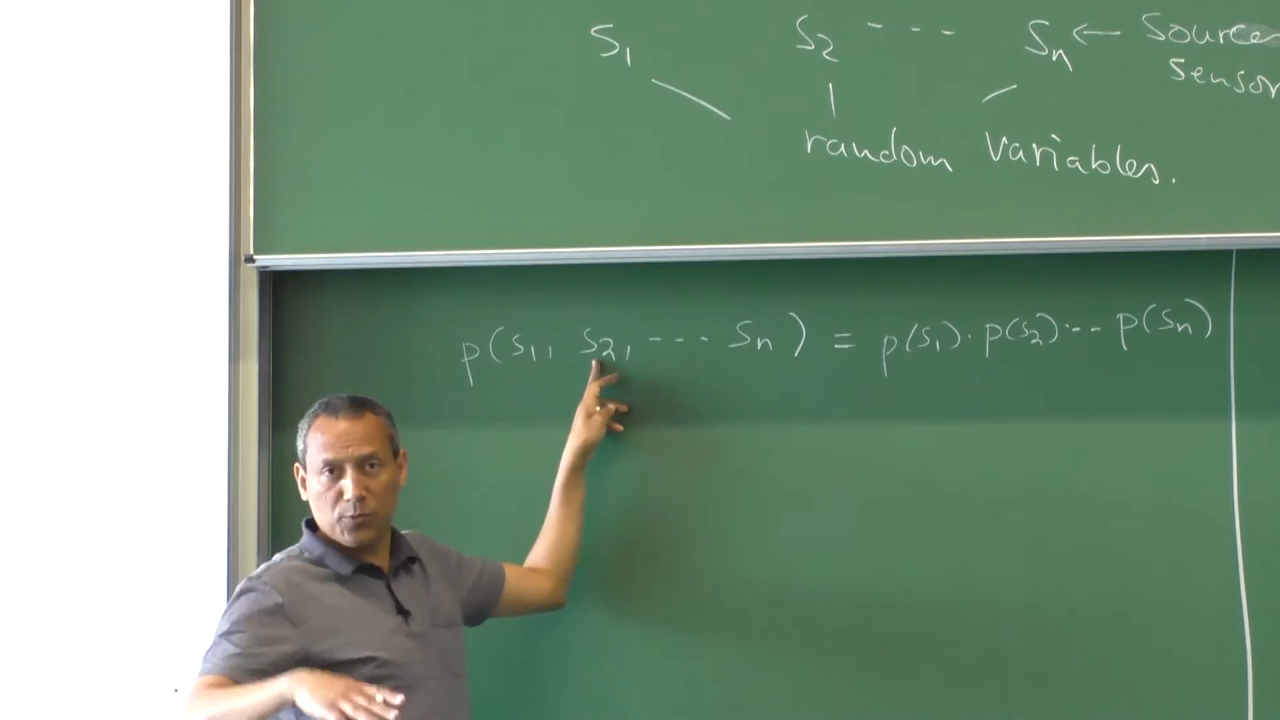 S₁ S₂ - - - Sₙ ← Source
Sensor
random variables.
p(s₁, s₂, --- sₙ) = p(s₁)·p(s₂)·-- p(sₙ)